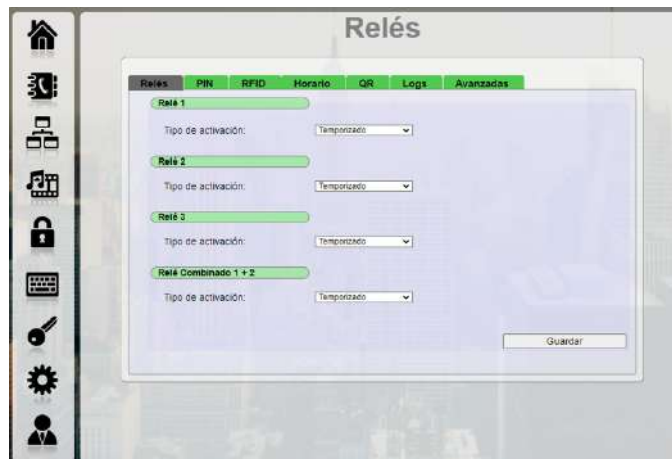 Relés
Relés PIN RFID Horario QR Logs Avanzadas
Relé 1
Tipo de activación: Temporizado
Relé 2
Tipo de activación: Temporizado
Relé 3
Tipo de activación: Temporizado
Relé Combinado 1 + 2
Tipo de activación: Temporizado
Guardar